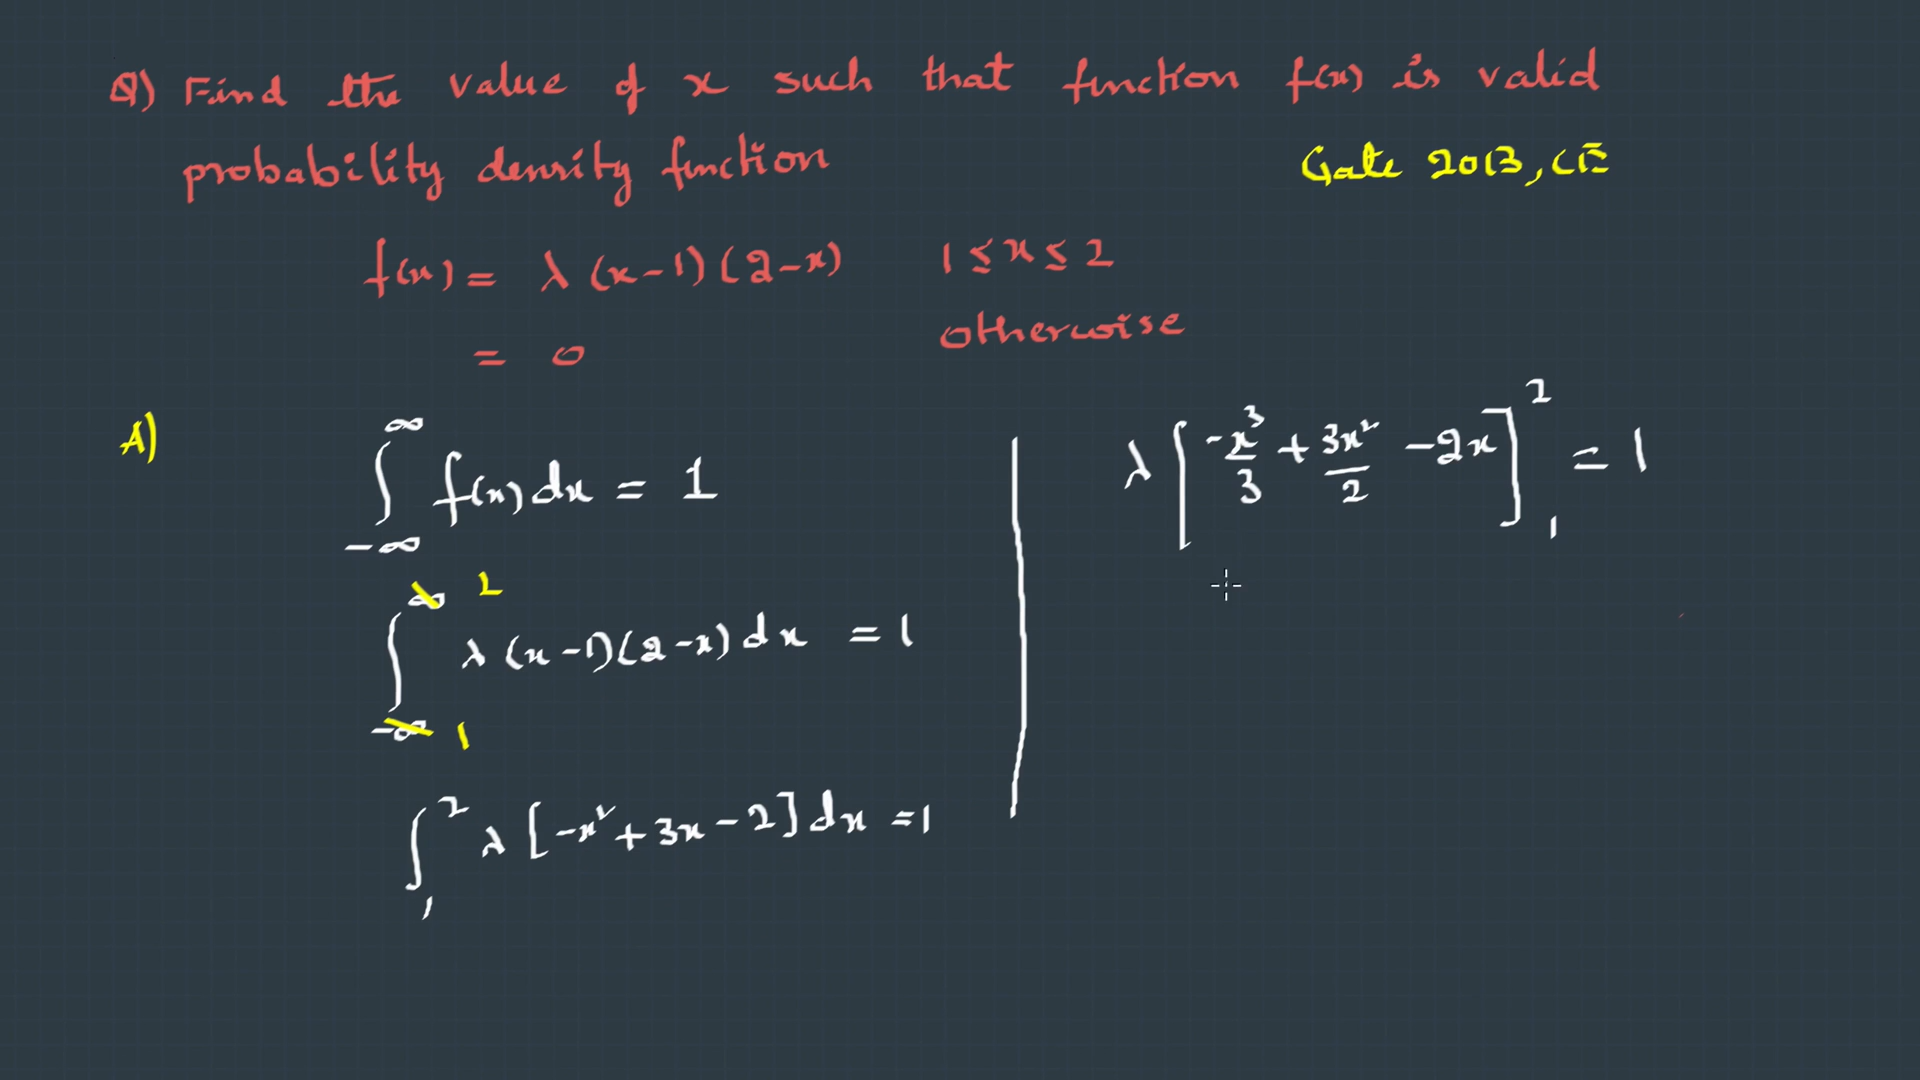 Q) Find the value of x such that function f(x) is valid
probability density function
Gate 2013, CE
f(x) = λ (x-1)(2-x) 1 ≤ x ≤ 2
= 0 otherwise
A)
∫_{-∞}^{∞} f(x) dx = 1
∫_{-∞ 1}^{∞ 2} λ (x-1)(2-x) dx = 1
∫_1^2 λ [-x² + 3x - 2] dx = 1
λ [-x³/3 + 3x²/2 - 2x]_1^2 = 1